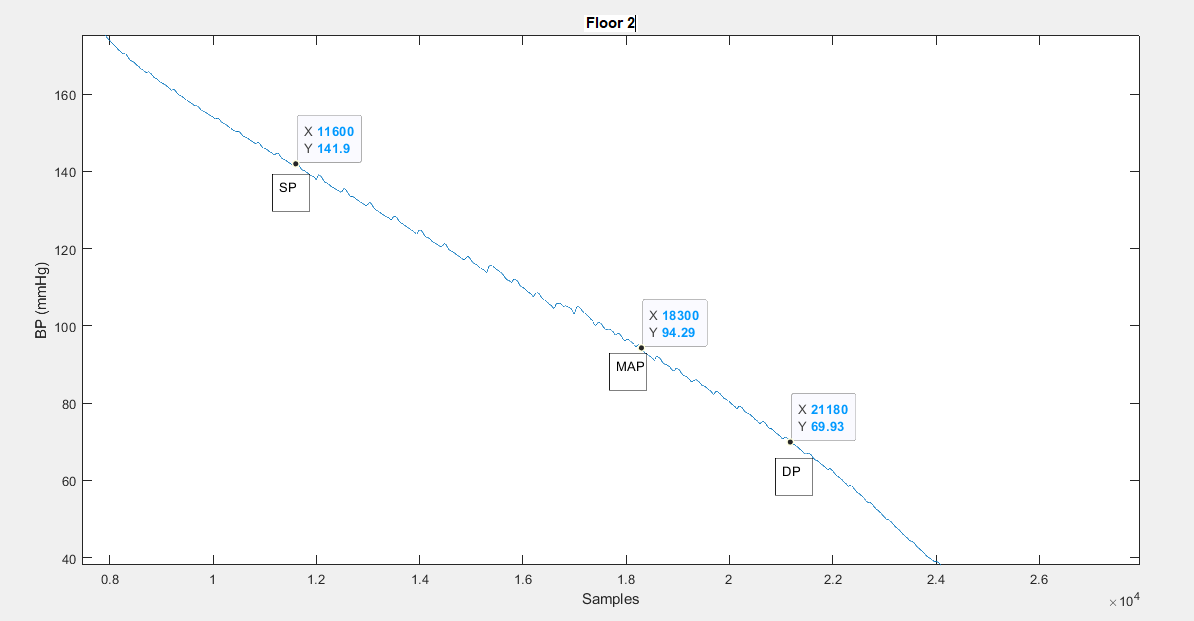 Floor 2
BP (mmHg)
160
140
120
100
80
60
40
X 11600
Y 141.9
SP
X 18300
Y 94.29
MAP
X 21180
Y 69.93
DP
0.8 1 1.2 1.4 1.6 1.8 2 2.2 2.4 2.6
Samples
×10⁴